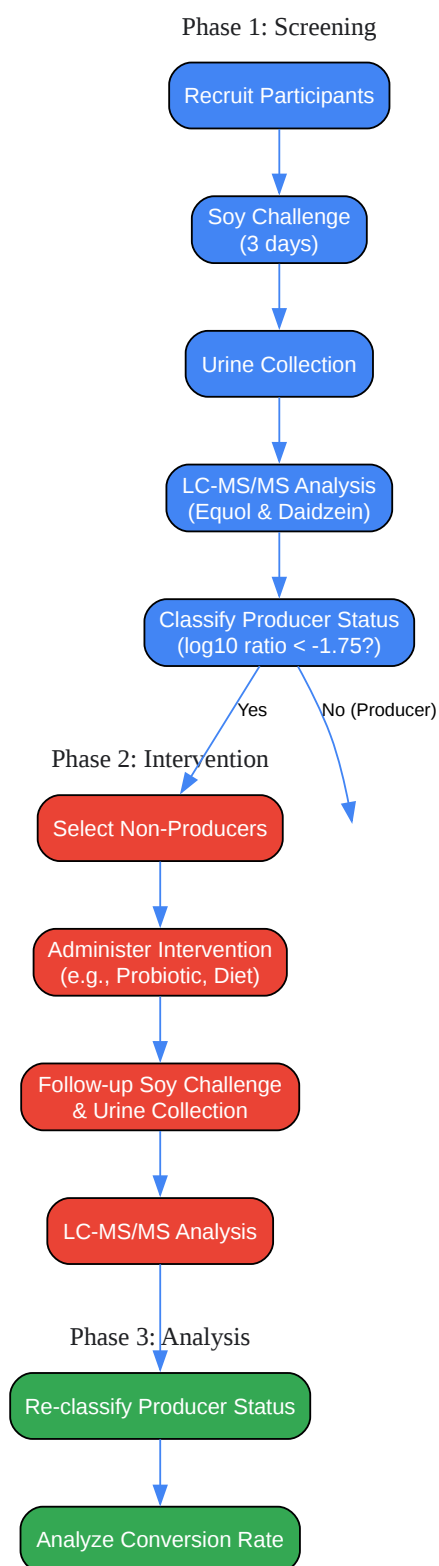 Phase 1: Screening
Recruit Participants
Soy Challenge
(3 days)
Urine Collection
LC-MS/MS Analysis
(Equol & Daidzein)
Classify Producer Status
(log10 ratio < -1.75?)
Yes
No (Producer)
Phase 2: Intervention
Select Non-Producers
Administer Intervention
(e.g., Probiotic, Diet)
Follow-up Soy Challenge
& Urine Collection
LC-MS/MS Analysis
Phase 3: Analysis
Re-classify Producer Status
Analyze Conversion Rate